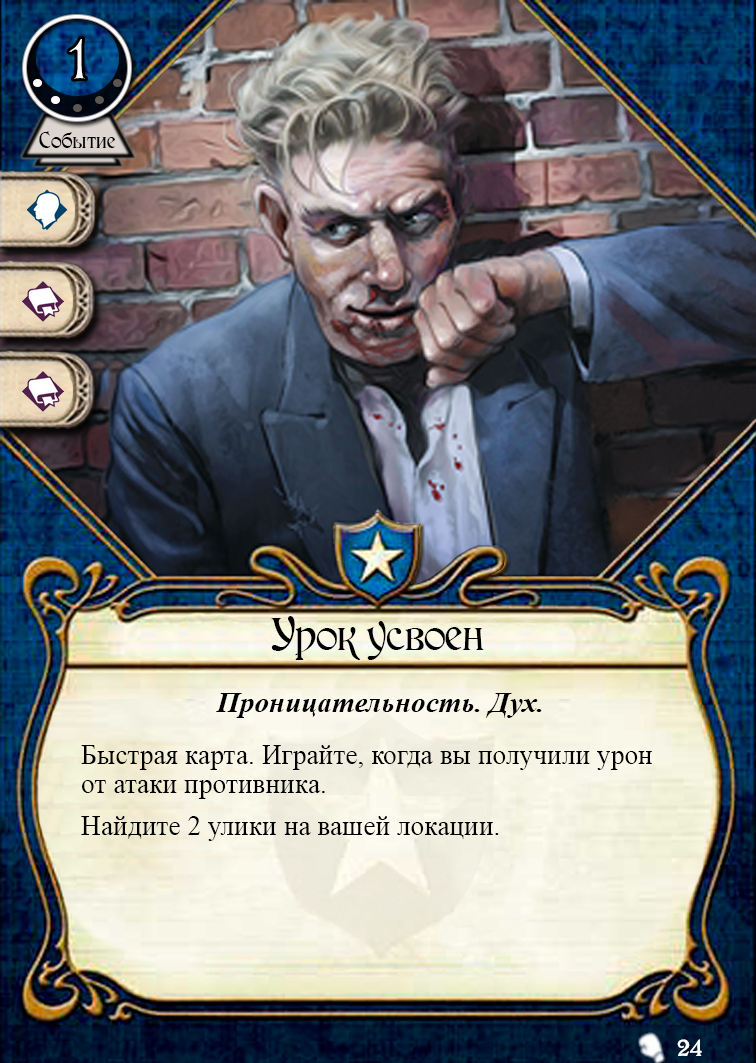 1
Событие
Урок усвоен
Проницательность. Дух.
Быстрая карта. Играйте, когда вы получили урон
от атаки противника.
Найдите 2 улики на вашей локации.
24